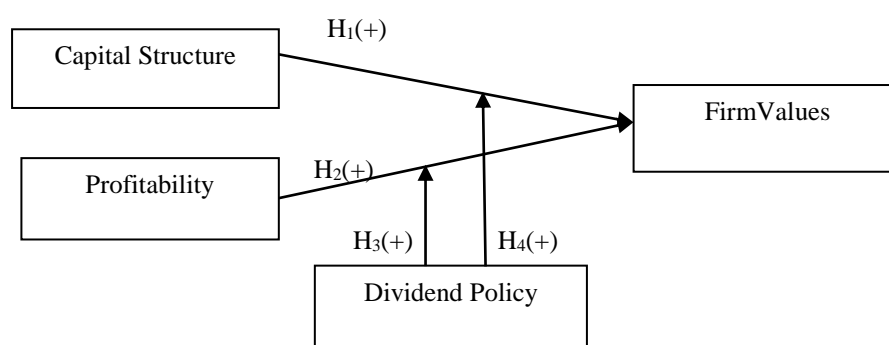 H₁(+)
Capital Structure
FirmValues
H₂(+)
Profitability
H₃(+) H₄(+)
Dividend Policy